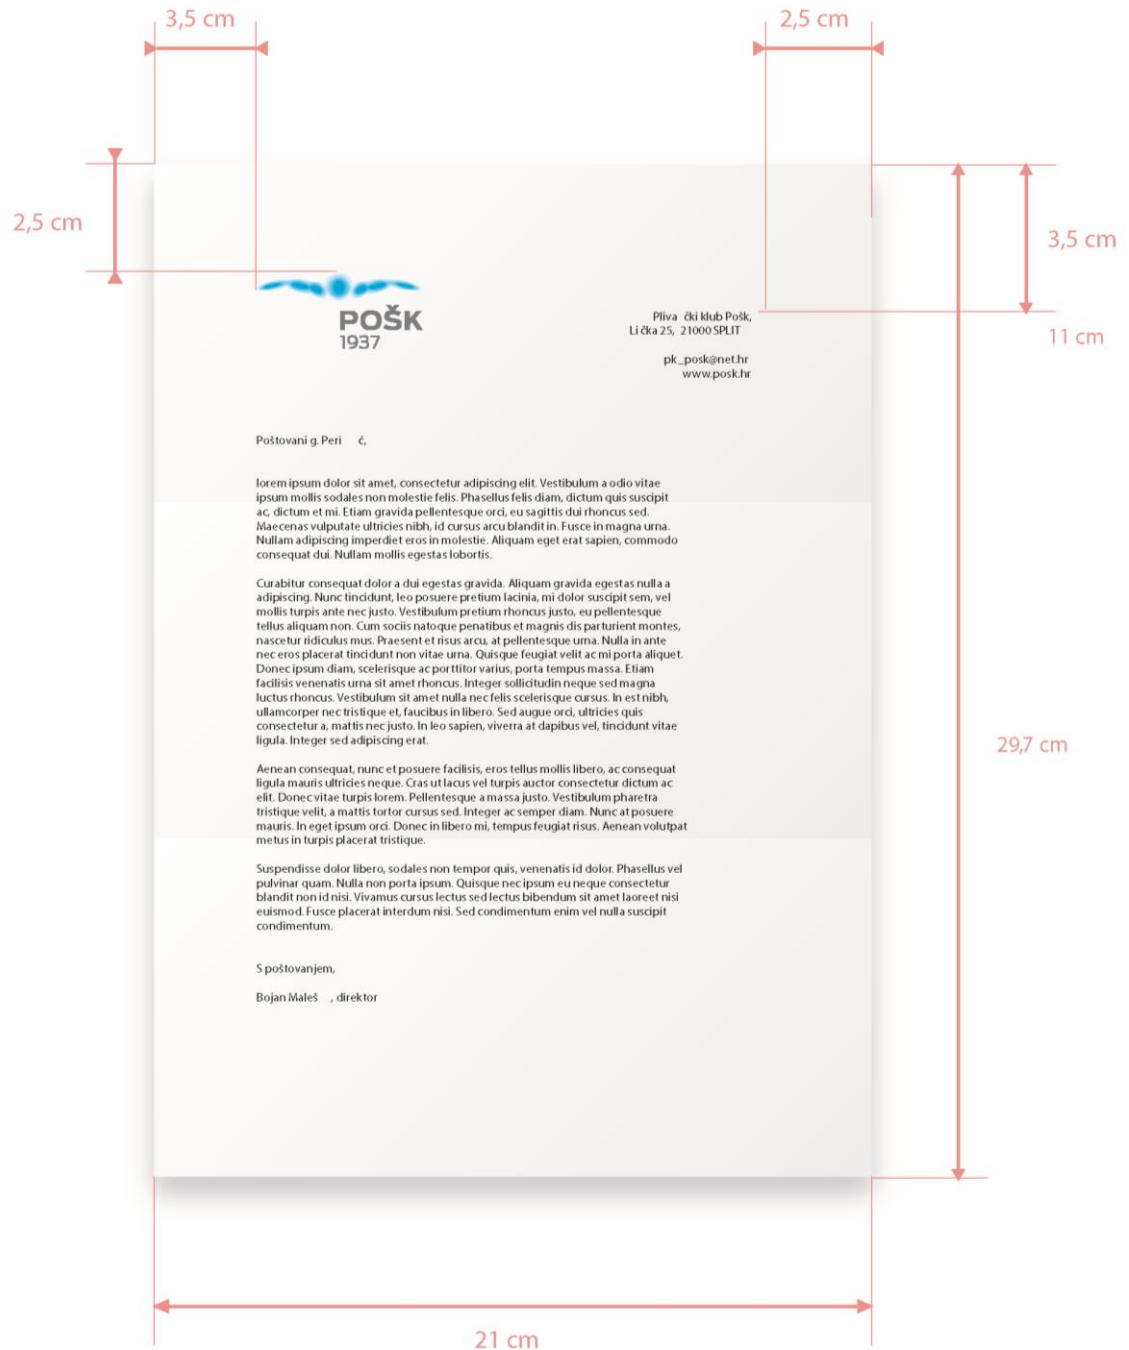 3,5 cm
2,5 cm
2,5 cm
3,5 cm
11 cm
POŠK
1937
Pliva čki klub Pošk,
Li čka 25, 21000 SPLIT
pk_posk@net.hr
www.posk.hr
Poštovani g. Peri ć,
lorem ipsum dolor sit amet, consectetur adipiscing elit. Vestibulum a odio vitae
ipsum mollis sodales non molestie felis. Phasellus felis diam, dictum quis suscipit
ac, dictum et mi. Etiam gravida pellentesque orci, eu sagittis dui rhoncus sed.
Maecenas vulputate ultricies nibh, id cursus arcu blandit in. Fusce in magna urna.
Nullam adipiscing imperdiet eros in molestie. Aliquam eget erat sapien, commodo
consequat dui. Nullam mollis egestas lobortis.
Curabitur consequat dolor a dui egestas gravida. Aliquam gravida egestas nulla a
adipiscing. Nunc tincidunt, leo posuere pretium lacinia, mi dolor suscipit sem, vel
mollis turpis ante nec justo. Vestibulum pretium rhoncus justo, eu pellentesque
tellus aliquam non. Cum sociis natoque penatibus et magnis dis parturient montes,
nascetur ridiculus mus. Praesent et risus arcu, at pellentesque urna. Nulla in ante
nec eros placerat tincidunt non vitae urna. Quisque feugiat velit ac mi porta aliquet.
Donec ipsum diam, scelerisque ac porttitor varius, porta tempus massa. Etiam
facilisis venenatis urna sit amet rhoncus. Integer sollicitudin neque sed magna
luctus rhoncus. Vestibulum sit amet nulla nec felis scelerisque cursus. In est nibh,
ullamcorper nec tristique et, faucibus in libero. Sed augue orci, ultricies quis
consectetur a, mattis nec justo. In leo sapien, viverra at dapibus vel, tincidunt vitae
ligula. Integer sed adipiscing erat.
29,7 cm
Aenean consequat, nunc et posuere facilisis, eros tellus mollis libero, ac consequat
ligula mauris ultricies neque. Cras ut lacus vel turpis auctor consectetur dictum ac
elit. Donec vitae turpis lorem. Pellentesque a massa justo. Vestibulum pharetra
tristique velit, a mattis tortor cursus sed. Integer ac semper diam. Nunc at posuere
mauris. In eget ipsum orci. Donec in libero mi, tempus feugiat risus. Aenean volutpat
metus in turpis placerat tristique.
Suspendisse dolor libero, sodales non tempor quis, venenatis id dolor. Phasellus vel
pulvinar quam. Nulla non porta ipsum. Quisque nec ipsum eu neque consectetur
blandit non id nisi. Vivamus cursus lectus sed lectus bibendum sit amet laoreet nisi
euismod. Fusce placerat interdum nisi. Sed condimentum enim vel nulla suscipit
condimentum.
S poštovanjem,
Bojan Maleš , direktor
21 cm